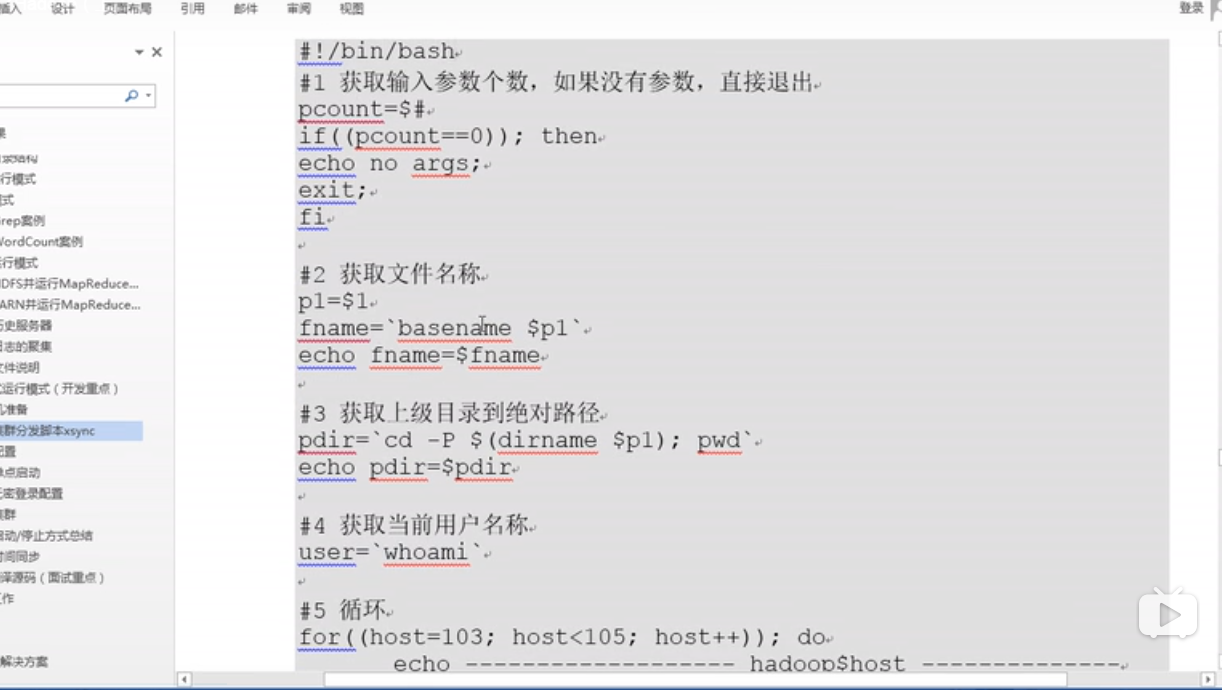 插入 设计 页面布局 引用 邮件 审阅 视图 登录
#!/bin/bash
#1 获取输入参数个数，如果没有参数，直接退出
pcount=$#
if((pcount==0)); then
echo no args;
exit;
fi
#2 获取文件名称
p1=$1
fname=`basename $p1`
echo fname=$fname
#3 获取上级目录到绝对路径
pdir=`cd -P $(dirname $p1); pwd`
echo pdir=$pdir
#4 获取当前用户名称
user=`whoami`
#5 循环
for((host=103; host<105; host++)); do
echo ------------------- hadoop$host --------------
果
目录结构
行模式
式
rep案例
WordCount案例
行模式
DFS并运行MapReduce...
ARN并运行MapReduce...
历史服务器
日志的聚集
文件说明
运行模式（开发重点）
机准备
集群分发脚本xsync
配置
单点启动
无密登录配置
集群
启动/停止方式总结
时间同步
译源码（面试重点）
工作
解决方案